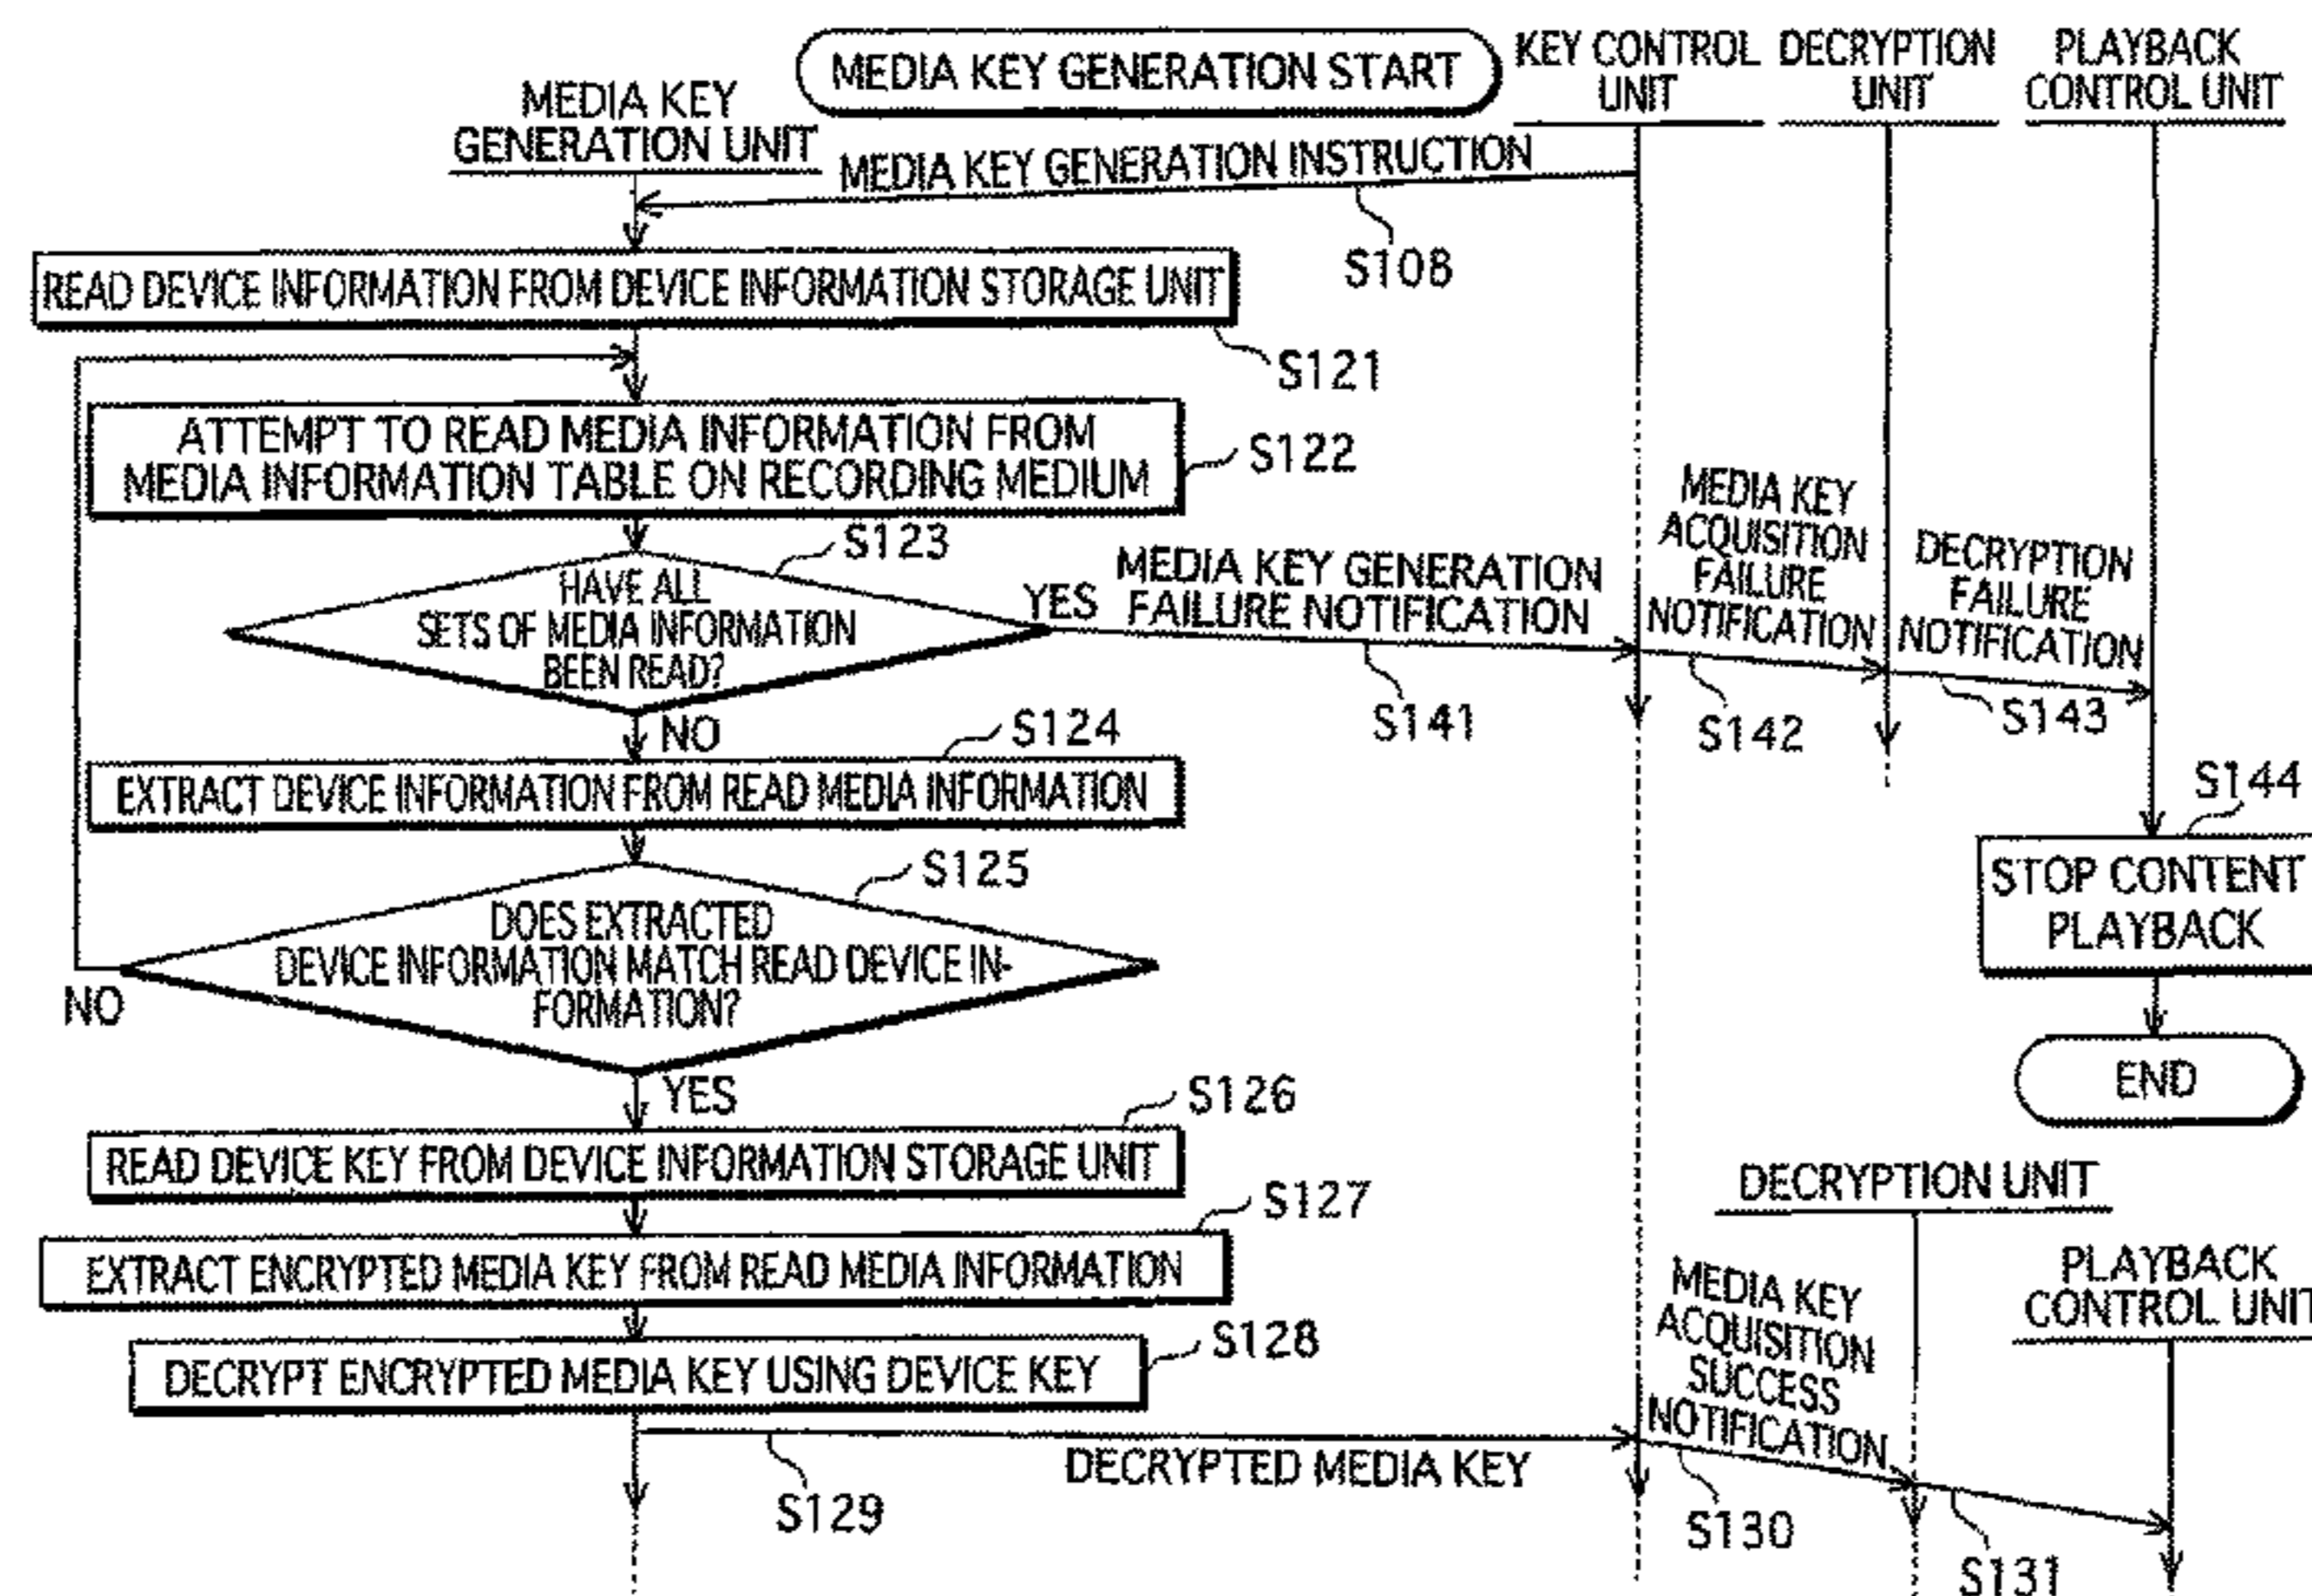 MEDIA KEY GENERATION START
KEY CONTROL
UNIT
DECRYPTION
UNIT
PLAYBACK
CONTROL UNIT
MEDIA KEY
GENERATION UNIT
MEDIA KEY GENERATION INSTRUCTION
S108
READ DEVICE INFORMATION FROM DEVICE INFORMATION STORAGE UNIT
S121
ATTEMPT TO READ MEDIA INFORMATION FROM
MEDIA INFORMATION TABLE ON RECORDING MEDIUM
S122
S123
HAVE ALL
SETS OF MEDIA INFORMATION
BEEN READ?
YES
MEDIA KEY GENERATION
FAILURE NOTIFICATION
S141
MEDIA KEY
ACQUISITION
FAILURE
NOTIFICATION
S142
DECRYPTION
FAILURE
NOTIFICATION
S143
NO
S124
EXTRACT DEVICE INFORMATION FROM READ MEDIA INFORMATION
S144
STOP CONTENT
PLAYBACK
END
S125
DOES EXTRACTED
DEVICE INFORMATION MATCH READ DEVICE IN-
FORMATION?
NO
YES
S126
READ DEVICE KEY FROM DEVICE INFORMATION STORAGE UNIT
S127
EXTRACT ENCRYPTED MEDIA KEY FROM READ MEDIA INFORMATION
S128
DECRYPT ENCRYPTED MEDIA KEY USING DEVICE KEY
S129
DECRYPTED MEDIA KEY
DECRYPTION UNIT
PLAYBACK
CONTROL UNIT
MEDIA KEY
ACQUISITION
SUCCESS
NOTIFICATION
S130
S131